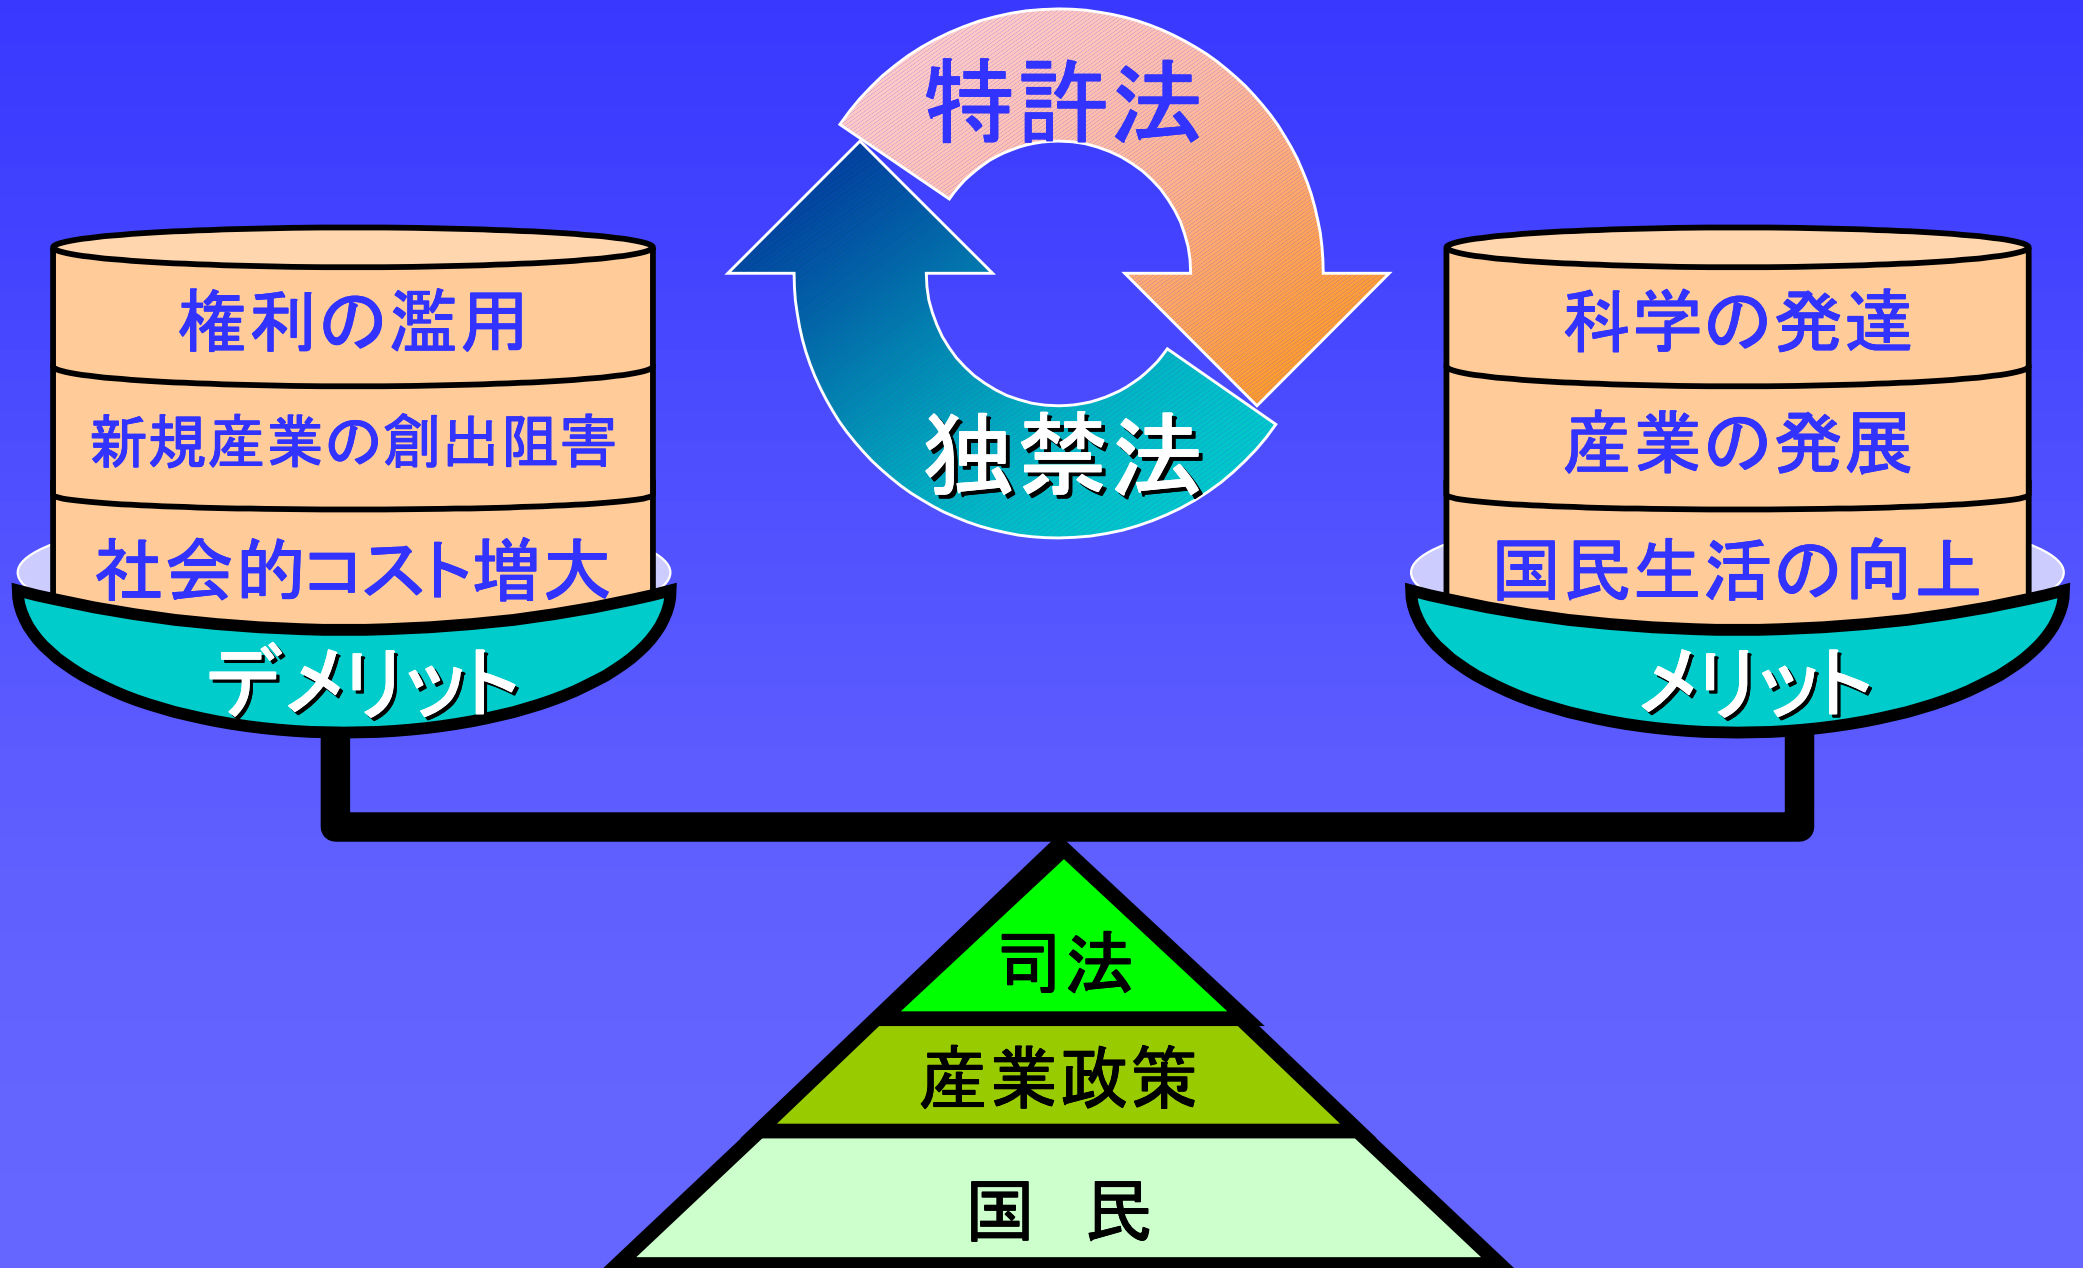 特許法
独禁法
権利の濫用
新規産業の創出阻害
社会的コスト増大
デメリット
科学の発達
産業の発展
国民生活の向上
メリット
司法
産業政策
国　民